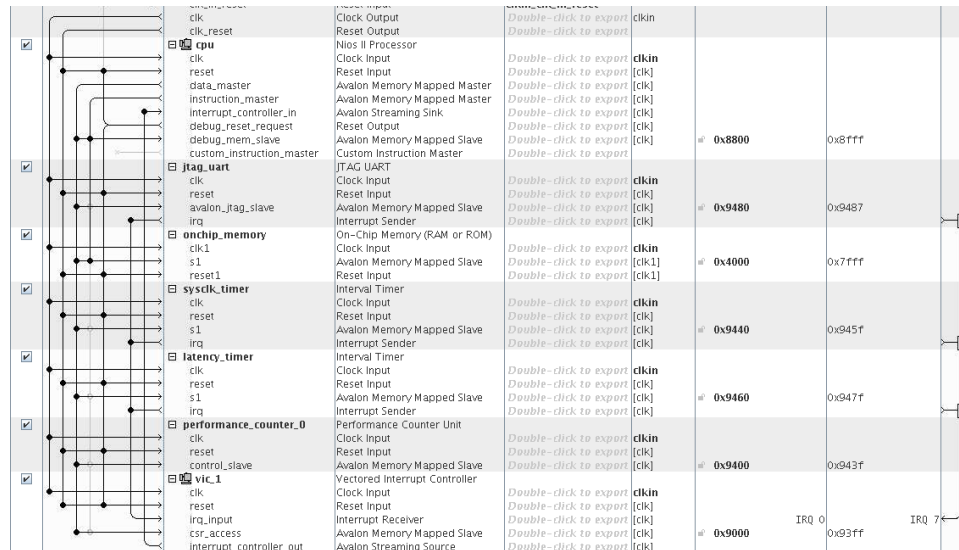 clk Clock Output Double-click to export clkin
clk_reset Reset Output Double-click to export
cpu Nios II Processor
clk Clock Input Double-click to export clkin
reset Reset Input Double-click to export [clk]
data_master Avalon Memory Mapped Master Double-click to export [clk]
instruction_master Avalon Memory Mapped Master Double-click to export [clk]
interrupt_controller_in Avalon Streaming Sink Double-click to export [clk]
debug_reset_request Reset Output Double-click to export [clk]
debug_mem_slave Avalon Memory Mapped Slave Double-click to export [clk] 0x8800 0x8fff
custom_instruction_master Custom Instruction Master Double-click to export
jtag_uart JTAG UART
clk Clock Input Double-click to export clkin
reset Reset Input Double-click to export [clk]
avalon_jtag_slave Avalon Memory Mapped Slave Double-click to export [clk] 0x9480 0x9487
irq Interrupt Sender Double-click to export [clk]
onchip_memory On-Chip Memory (RAM or ROM)
clk1 Clock Input Double-click to export clkin
s1 Avalon Memory Mapped Slave Double-click to export [clk1] 0x4000 0x7fff
reset1 Reset Input Double-click to export [clk1]
sysclk_timer Interval Timer
clk Clock Input Double-click to export clkin
reset Reset Input Double-click to export [clk]
s1 Avalon Memory Mapped Slave Double-click to export [clk] 0x9440 0x945f
irq Interrupt Sender Double-click to export [clk]
latency_timer Interval Timer
clk Clock Input Double-click to export clkin
reset Reset Input Double-click to export [clk]
s1 Avalon Memory Mapped Slave Double-click to export [clk] 0x9460 0x947f
irq Interrupt Sender Double-click to export [clk]
performance_counter_0 Performance Counter Unit
clk Clock Input Double-click to export clkin
reset Reset Input Double-click to export [clk]
control_slave Avalon Memory Mapped Slave Double-click to export [clk] 0x9400 0x943f
vic_1 Vectored Interrupt Controller
clk Clock Input Double-click to export clkin
reset Reset Input Double-click to export [clk]
irq_input Interrupt Receiver Double-click to export [clk] IRQ 0 IRQ 7
csr_access Avalon Memory Mapped Slave Double-click to export [clk] 0x9000 0x93ff
interrupt_controller_out Avalon Streaming Source Double-click to export [clk]